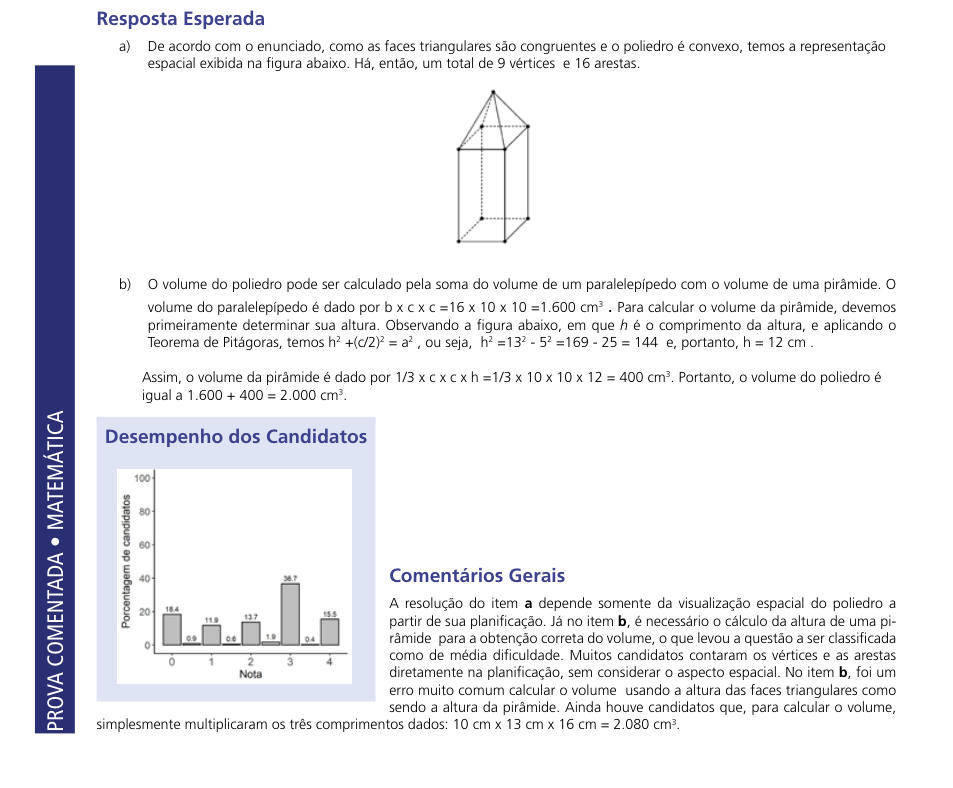 Resposta Esperada
a) De acordo com o enunciado, como as faces triangulares são congruentes e o poliedro é convexo, temos a representação
espacial exibida na figura abaixo. Há, então, um total de 9 vértices e 16 arestas.
b) O volume do poliedro pode ser calculado pela soma do volume de um paralelepípedo com o volume de uma pirâmide. O
volume do paralelepípedo é dado por b x c x c =16 x 10 x 10 =1.600 cm³ . Para calcular o volume da pirâmide, devemos
primeiramente determinar sua altura. Observando a figura abaixo, em que h é o comprimento da altura, e aplicando o
Teorema de Pitágoras, temos h² +(c/2)² = a² , ou seja, h² =13² - 5² =169 - 25 = 144 e, portanto, h = 12 cm .
Assim, o volume da pirâmide é dado por 1/3 x c x c x h =1/3 x 10 x 10 x 12 = 400 cm³. Portanto, o volume do poliedro é
igual a 1.600 + 400 = 2.000 cm³.
PROVA COMENTADA • MATEMÁTICA
Desempenho dos Candidatos
Porcentagem de candidatos
100
80
60
40
20
0
18.4
0.9
11.9
0.6
13.7
1.9
36.7
0.4
15.5
0 1 2 3 4
Nota
Comentários Gerais
A resolução do item a depende somente da visualização espacial do poliedro a
partir de sua planificação. Já no item b, é necessário o cálculo da altura de uma pi-
râmide para a obtenção correta do volume, o que levou a questão a ser classificada
como de média dificuldade. Muitos candidatos contaram os vértices e as arestas
diretamente na planificação, sem considerar o aspecto espacial. No item b, foi um
erro muito comum calcular o volume usando a altura das faces triangulares como
sendo a altura da pirâmide. Ainda houve candidatos que, para calcular o volume,
simplesmente multiplicaram os três comprimentos dados: 10 cm x 13 cm x 16 cm = 2.080 cm³.